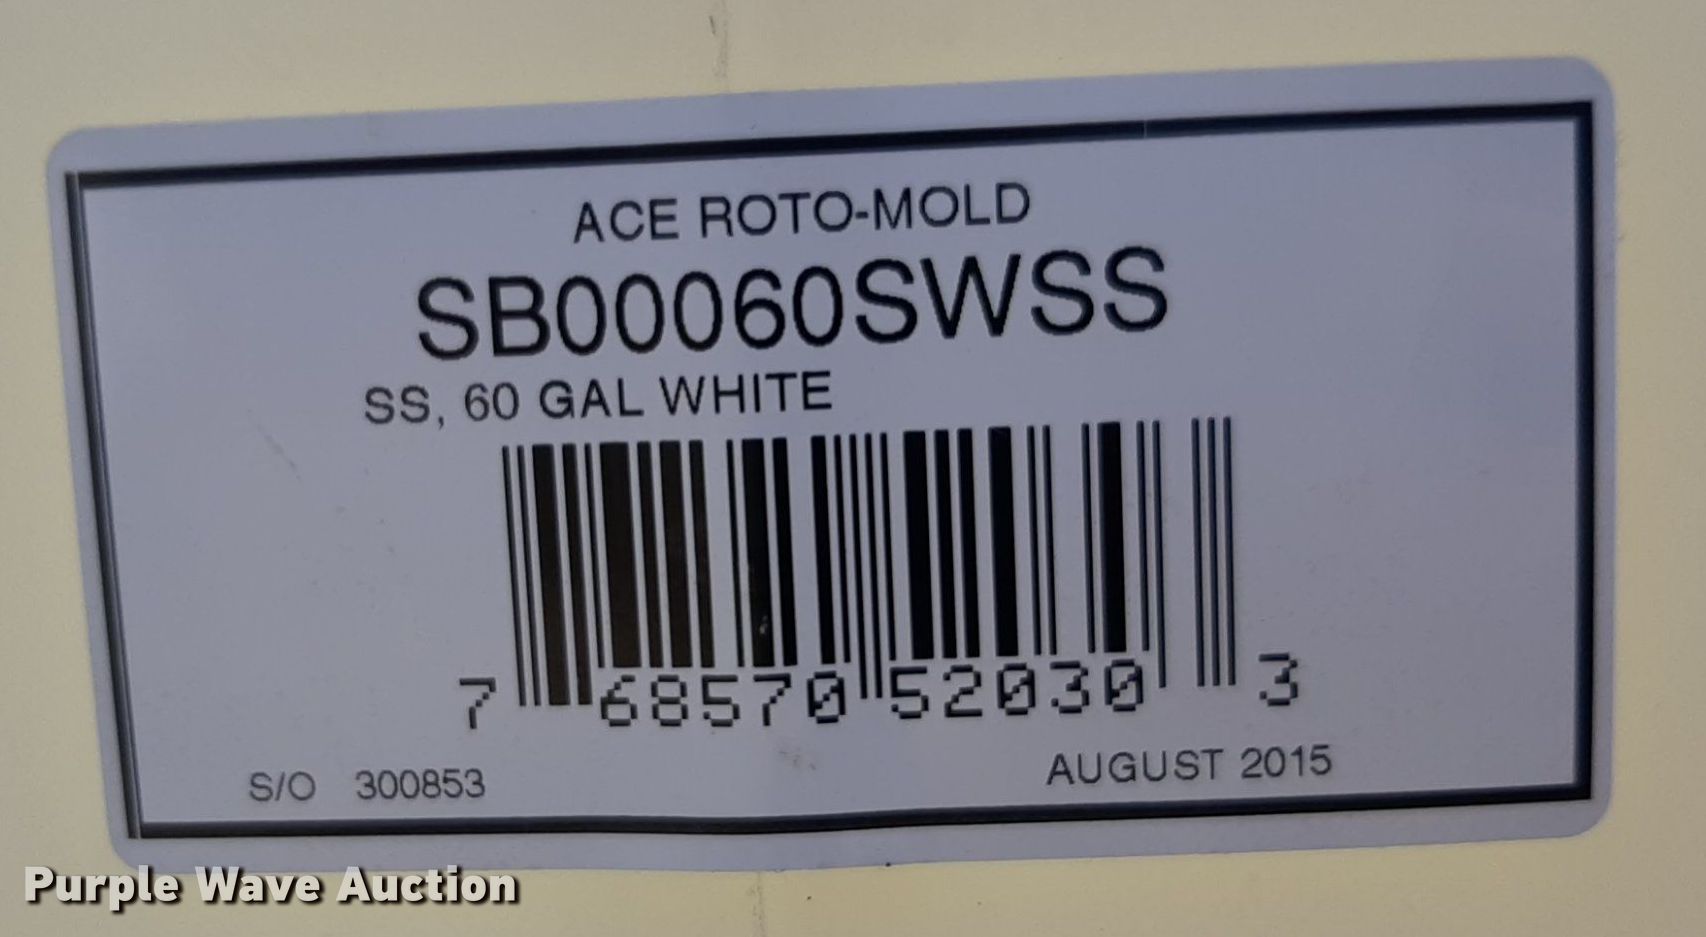 ACE ROTO-MOLD
SB00060SWSS
SS, 60 GAL WHITE
7 68570 52030 3
S/O 300853
AUGUST 2015
Purple Wave Auction